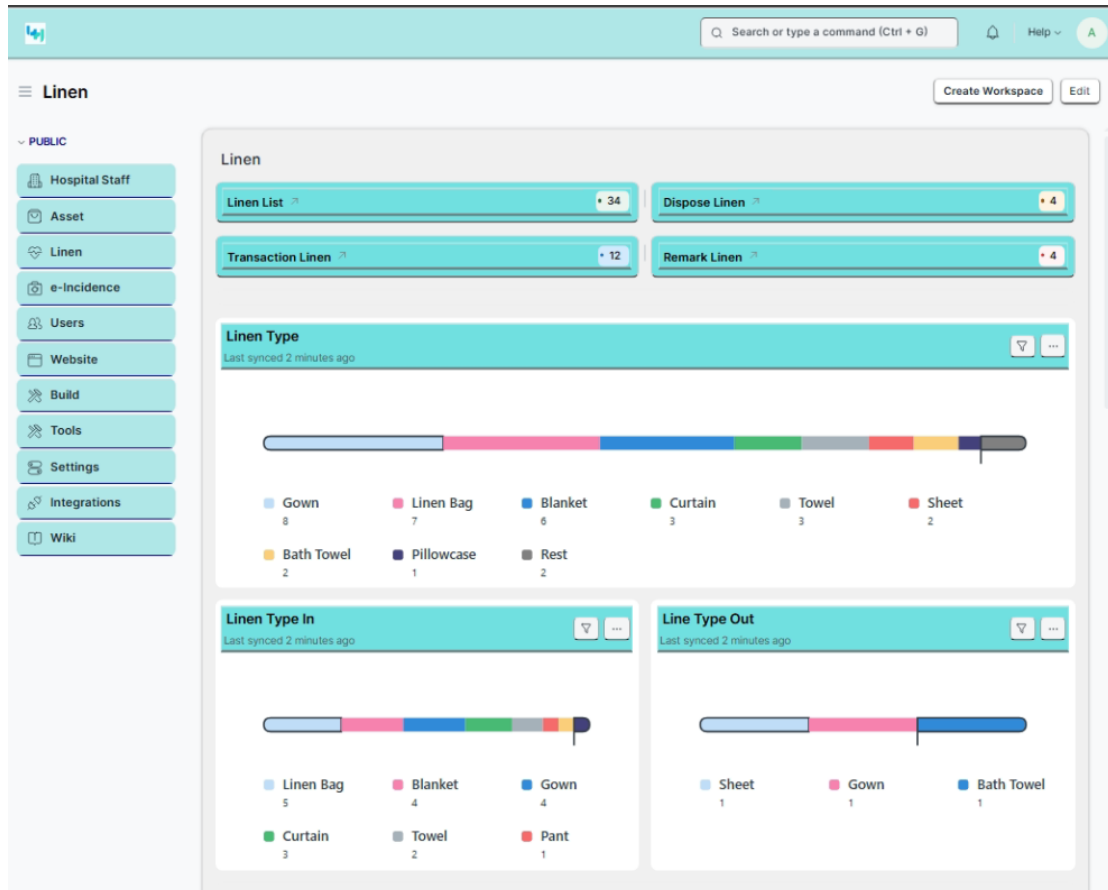 Search or type a command (Ctrl + G)
Help
A
Linen
Create Workspace
Edit
PUBLIC
Hospital Staff
Asset
Linen
e-Incidence
Users
Website
Build
Tools
Settings
Integrations
Wiki
Linen
Linen List 34
Dispose Linen 4
Transaction Linen 12
Remark Linen 4
Linen Type
Last synced 2 minutes ago
Gown Linen Bag Blanket Curtain Towel Sheet
8 7 6 3 3 2
Bath Towel Pillowcase Rest
2 1 2
Linen Type In
Last synced 2 minutes ago
Linen Bag Blanket Gown
5 4 4
Curtain Towel Pant
3 2 1
Line Type Out
Last synced 2 minutes ago
Sheet Gown Bath Towel
1 1 1